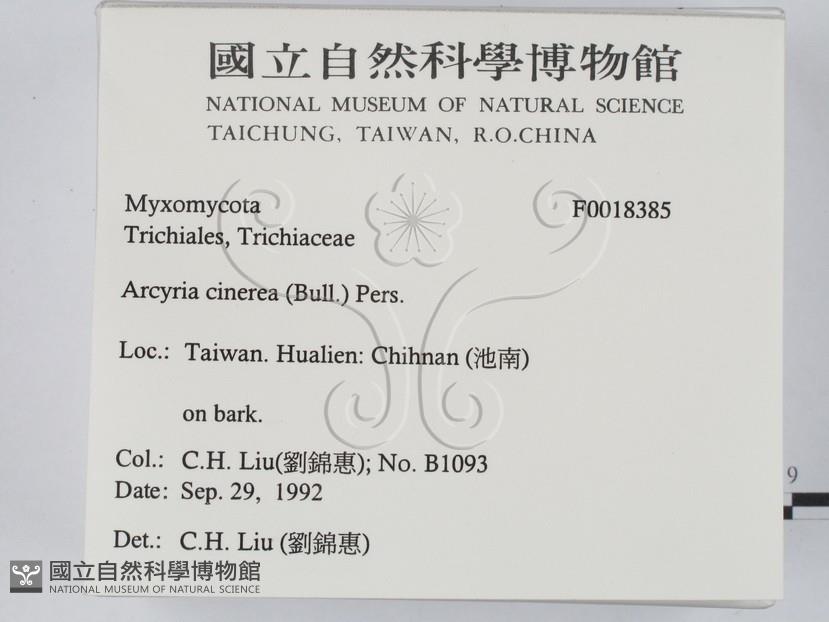 國立自然科學博物館
NATIONAL MUSEUM OF NATURAL SCIENCE
TAICHUNG, TAIWAN, R.O.CHINA
Myxomycota F0018385
Trichiales, Trichiaceae
Arcyria cinerea (Bull.) Pers.
Loc.: Taiwan. Hualien: Chihnan (池南)
on bark.
Col.: C.H. Liu(劉錦惠); No. B1093
Date: Sep. 29, 1992
Det.: C.H. Liu (劉錦惠)
國立自然科學博物館
NATIONAL MUSEUM OF NATURAL SCIENCE
9